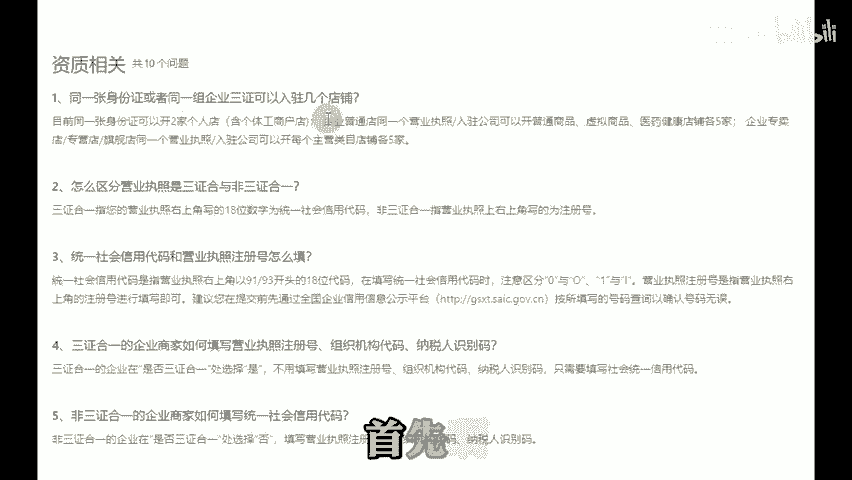 bilibili
资质相关 共10个问题
1、同一张身份证或者同一组企业三证可以入驻几个店铺？
目前同一张身份证可以开2家个人店（含个体工商户店） 普通店同一个营业执照/入驻公司可以开普通商品、虚拟商品、医药健康店铺各5家； 企业专卖
店/专营店/旗舰店同一个营业执照/入驻公司可以开每个主营类目店铺各5家。
2、怎么区分营业执照是三证合与非三证合一？
三证合一指您的营业执照右上角写的18位数字为统一社会信用代码，非三证合一指营业执照上右上角写的为注册号。
3、统一社会信用代码和营业执照注册号怎么填？
统一社会信用代码是指营业执照右上角以91/93开头的18位代码，在填写统一社会信用代码时，注意区分“0”与“O”、“1”与“I”。营业执照注册号是指营业执照右
上角的注册号进行填写即可。建议您在提交前先通过全国企业信用信息公示平台（http://gsxt.saic.gov.cn）按所填写的号码查询以确认号码无误。
4、三证合一的企业商家如何填写营业执照注册号、组织机构代码、纳税人识别码？
三证合一的企业在“是否三证合一”处选择“是”，不用填写营业执照注册号、组织机构代码、纳税人识别码，只需要填写社会统一信用代码。
5、非三证合一的企业商家如何填写统一社会信用代码？
非三证合一的企业在“是否三证合一”处选择“否”，填写营业执照注册 码、纳税人识别码。
首先啊